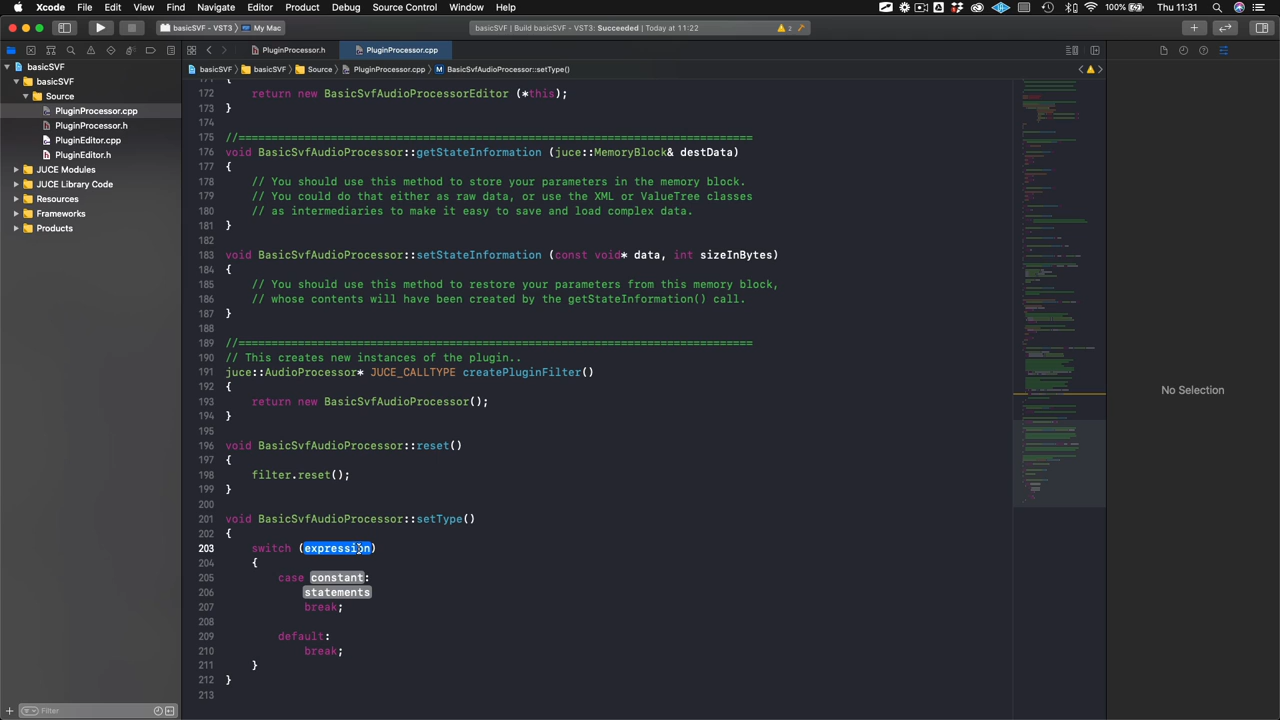 Xcode File Edit View Find Navigate Editor Product Debug Source Control Window Help
100% Thu 11:31
basicSVF - VST3 My Mac
basicSVF | Build basicSVF - VST3: Succeeded | Today at 11:22
2
PluginProcessor.h
PluginProcessor.cpp
basicSVF basicSVF Source PluginProcessor.cpp M BasicSvfAudioProcessor::setType()
basicSVF
basicSVF
Source
PluginProcessor.cpp
PluginProcessor.h
PluginEditor.cpp
PluginEditor.h
JUCE Modules
JUCE Library Code
Resources
Frameworks
Products
Filter
171 {
172 return new BasicSvfAudioProcessorEditor (*this);
173 }
174
175 //==============================================================================
176 void BasicSvfAudioProcessor::getStateInformation (juce::MemoryBlock& destData)
177 {
178 // You should use this method to store your parameters in the memory block.
179 // You could do that either as raw data, or use the XML or ValueTree classes
180 // as intermediaries to make it easy to save and load complex data.
181 }
182
183 void BasicSvfAudioProcessor::setStateInformation (const void* data, int sizeInBytes)
184 {
185 // You should use this method to restore your parameters from this memory block,
186 // whose contents will have been created by the getStateInformation() call.
187 }
188
189 //==============================================================================
190 // This creates new instances of the plugin..
191 juce::AudioProcessor* JUCE_CALLTYPE createPluginFilter()
192 {
193 return new BasicSvfAudioProcessor();
194 }
195
196 void BasicSvfAudioProcessor::reset()
197 {
198 filter.reset();
199 }
200
201 void BasicSvfAudioProcessor::setType()
202 {
203 switch (expression)
204 {
205 case constant:
206 statements
207 break;
208
209 default:
210 break;
211 }
212 }
213
No Selection